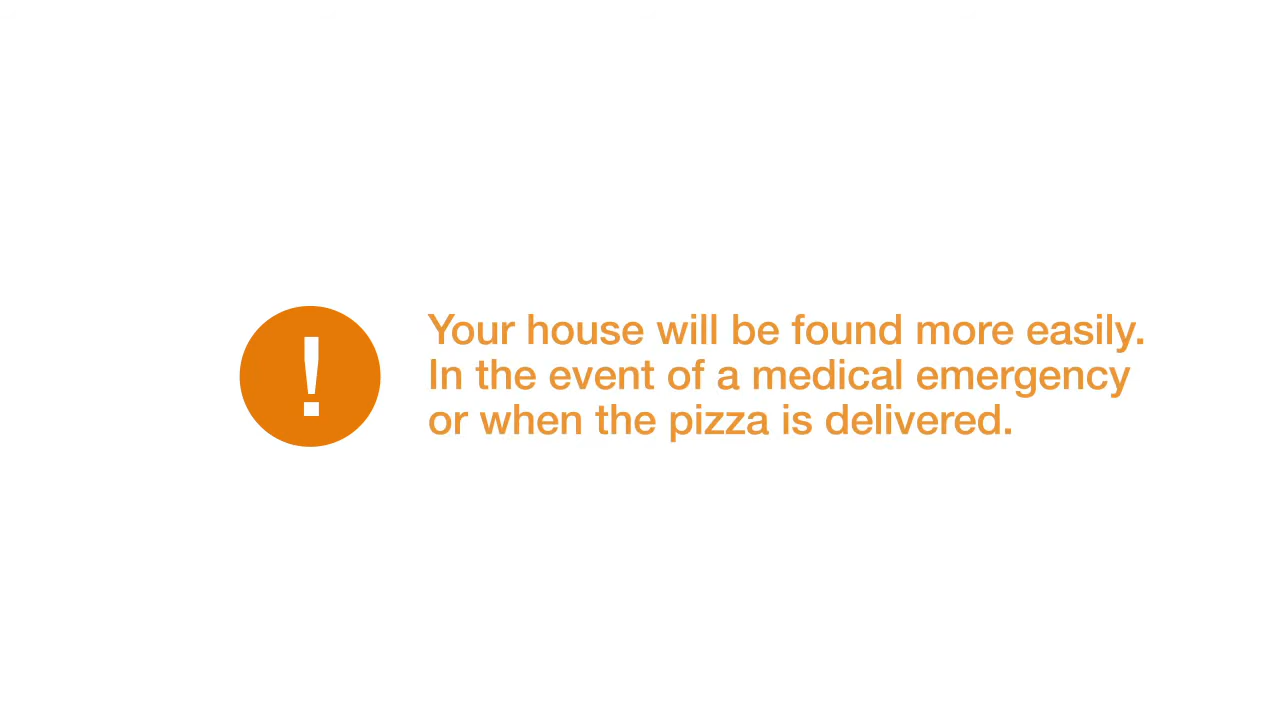 !
Your house will be found more easily.
In the event of a medical emergency
or when the pizza is delivered.